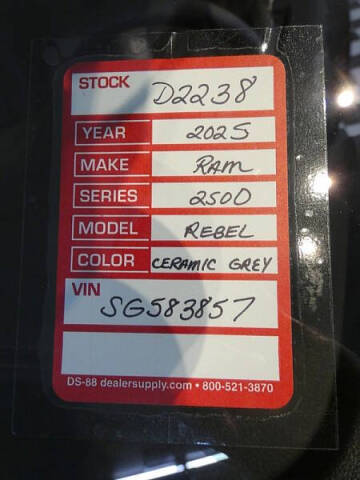 STOCK D2238
YEAR 2025
MAKE RAM
SERIES 2500
MODEL REBEL
COLOR CERAMIC GREY
VIN SG583857
DS-88 dealersupply.com • 800-521-3870